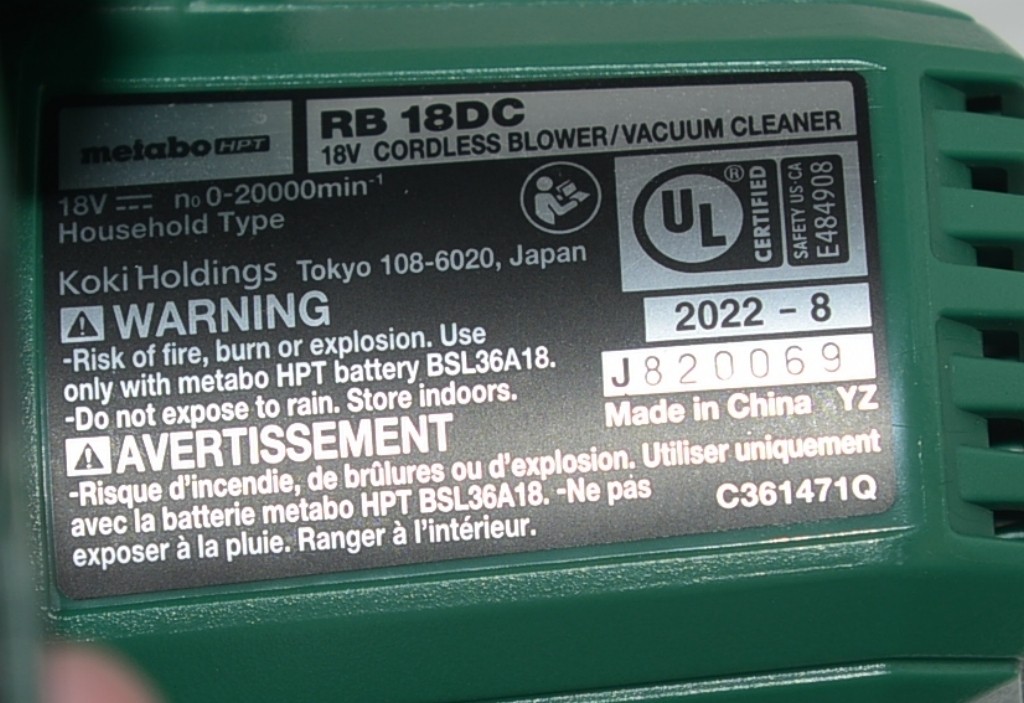 metabo HPT
RB 18DC
18V CORDLESS BLOWER/VACUUM CLEANER
18V ⎓ n₀ 0-20000min⁻¹
Household Type
Koki Holdings Tokyo 108-6020, Japan
UL ® CERTIFIED
SAFETY US·CA
E484908
⚠ WARNING
-Risk of fire, burn or explosion. Use
only with metabo HPT battery BSL36A18.
-Do not expose to rain. Store indoors.
2022 - 8
J820069
Made in China YZ
⚠ AVERTISSEMENT
-Risque d'incendie, de brûlures ou d'explosion. Utiliser uniquement
avec la batterie metabo HPT BSL36A18. -Ne pas
exposer à la pluie. Ranger à l'intérieur.
C361471Q